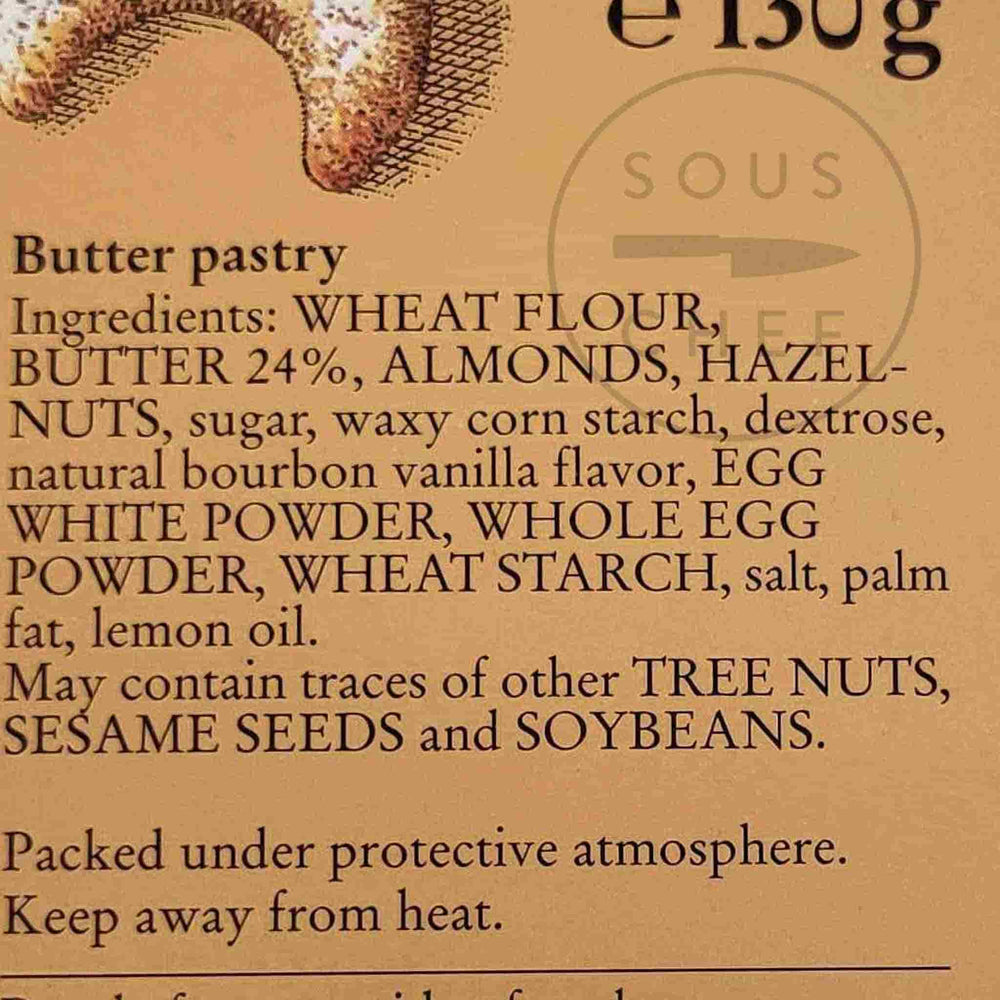 e 130g
SOUS
CHEF
Butter pastry
Ingredients: WHEAT FLOUR,
BUTTER 24%, ALMONDS, HAZEL-
NUTS, sugar, waxy corn starch, dextrose,
natural bourbon vanilla flavor, EGG
WHITE POWDER, WHOLE EGG
POWDER, WHEAT STARCH, salt, palm
fat, lemon oil.
May contain traces of other TREE NUTS,
SESAME SEEDS and SOYBEANS.
Packed under protective atmosphere.
Keep away from heat.